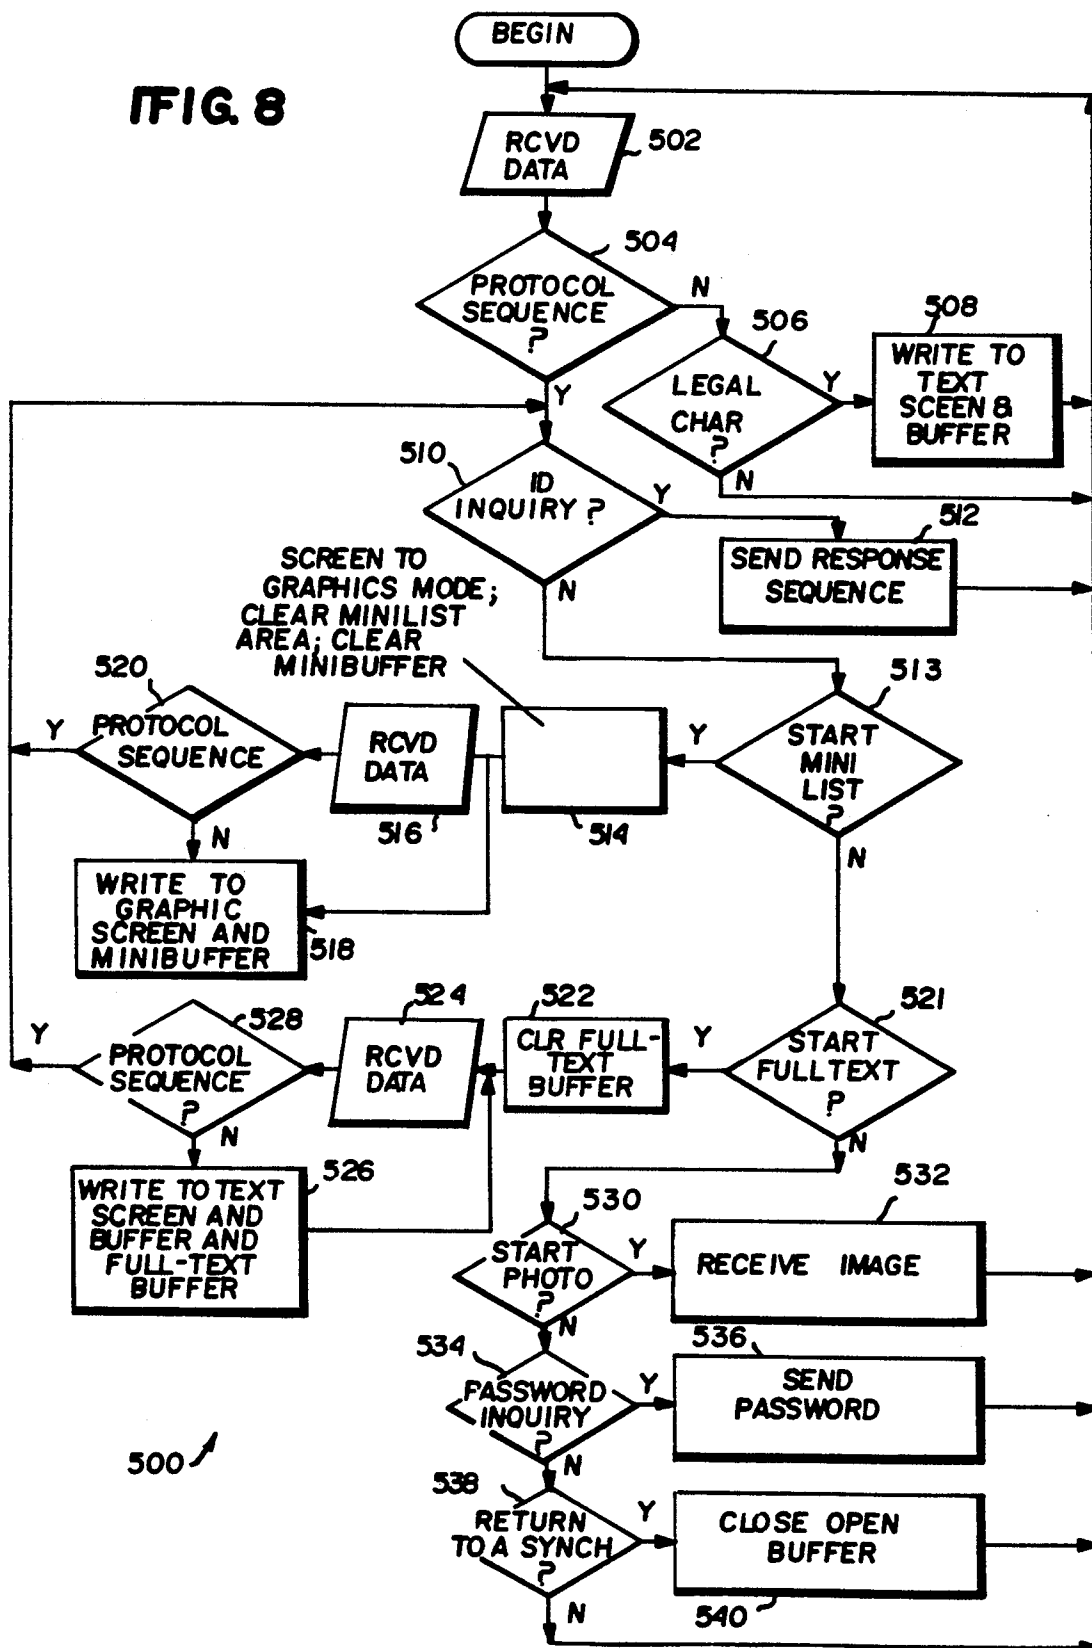 BEGIN
FIG. 8
RCVD
DATA
502
504
PROTOCOL
SEQUENCE
?
N
Y
506
LEGAL
CHAR
?
Y
N
508
WRITE TO
TEXT
SCEEN &
BUFFER
510
ID
INQUIRY ?
Y
N
512
SEND RESPONSE
SEQUENCE
SCREEN TO
GRAPHICS MODE;
CLEAR MINILIST
AREA; CLEAR
MINIBUFFER
513
START
MINI
LIST
?
Y
N
514
RCVD
DATA
516
520
PROTOCOL
SEQUENCE
Y
N
WRITE TO
GRAPHIC
SCREEN AND
MINIBUFFER
518
521
START
FULLTEXT
?
Y
N
522
CLR FULL-
TEXT
BUFFER
524
RCVD
DATA
528
PROTOCOL
SEQUENCE
?
Y
N
526
WRITE TO TEXT
SCREEN AND
BUFFER AND
FULL-TEXT
BUFFER
530
START
PHOTO
?
Y
N
532
RECEIVE IMAGE
534
PASSWORD
INQUIRY
?
Y
N
536
SEND
PASSWORD
500
538
RETURN
TO A SYNCH
?
Y
N
CLOSE OPEN
BUFFER
540